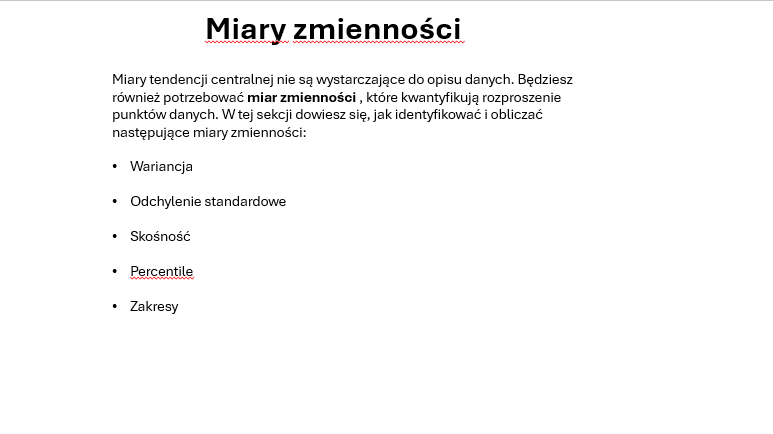 Miary zmienności
Miary tendencji centralnej nie są wystarczające do opisu danych. Będziesz
również potrzebować miar zmienności , które kwantyfikują rozproszenie
punktów danych. W tej sekcji dowiesz się, jak identyfikować i obliczać
następujące miary zmienności:
• Wariancja
• Odchylenie standardowe
• Skośność
• Percentile
• Zakresy